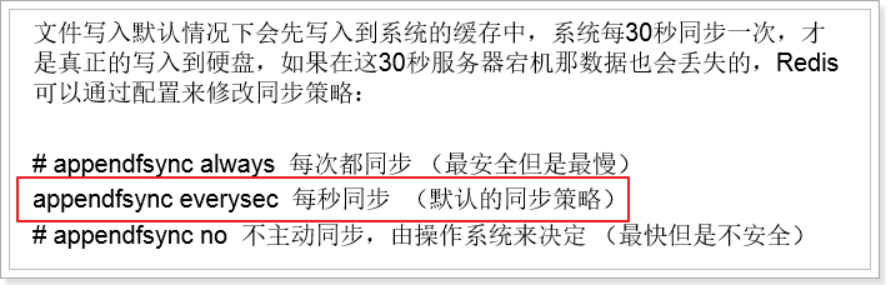 文件写入默认情况下会先写入到系统的缓存中，系统每30秒同步一次，才
是真正的写入到硬盘，如果在这30秒服务器宕机那数据也会丢失的，Redis
可以通过配置来修改同步策略：
# appendfsync always 每次都同步 （最安全但是最慢）
appendfsync everysec 每秒同步 （默认的同步策略）
# appendfsync no 不主动同步，由操作系统来决定 （最快但是不安全）